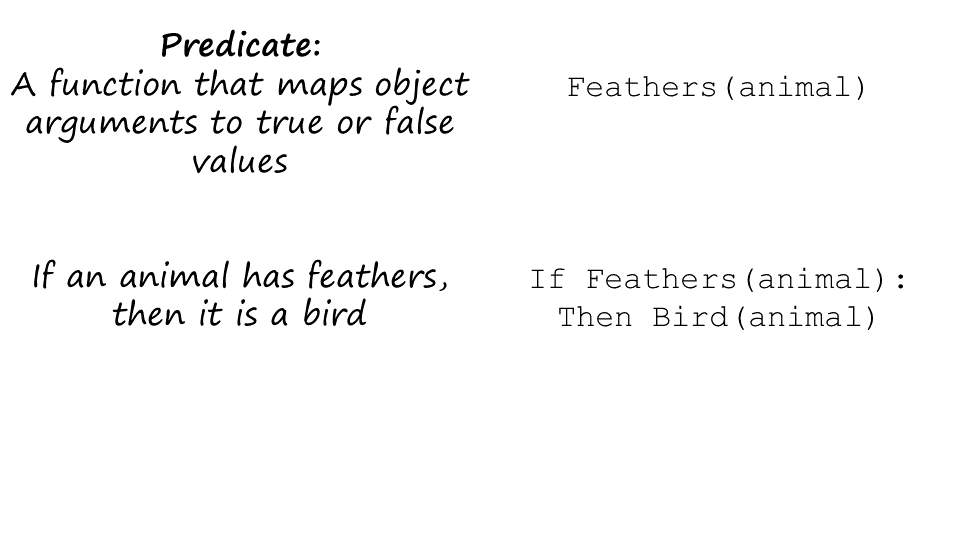 Predicate:
A function that maps object
arguments to true or false
values
Feathers(animal)
If an animal has feathers,
then it is a bird
If Feathers(animal):
Then Bird(animal)